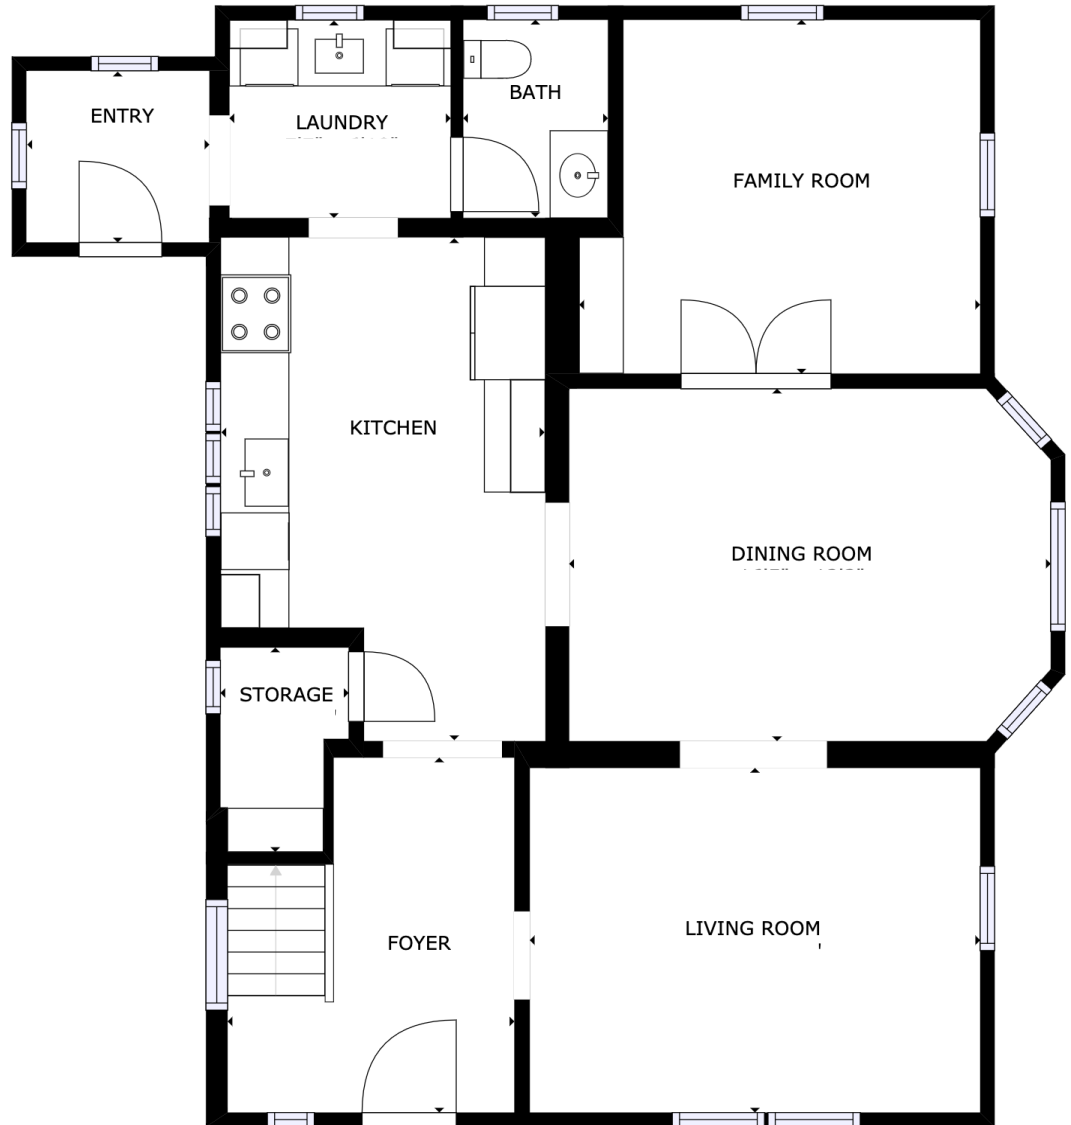 ENTRY
LAUNDRY
BATH
FAMILY ROOM
KITCHEN
DINING ROOM
STORAGE
FOYER
LIVING ROOM